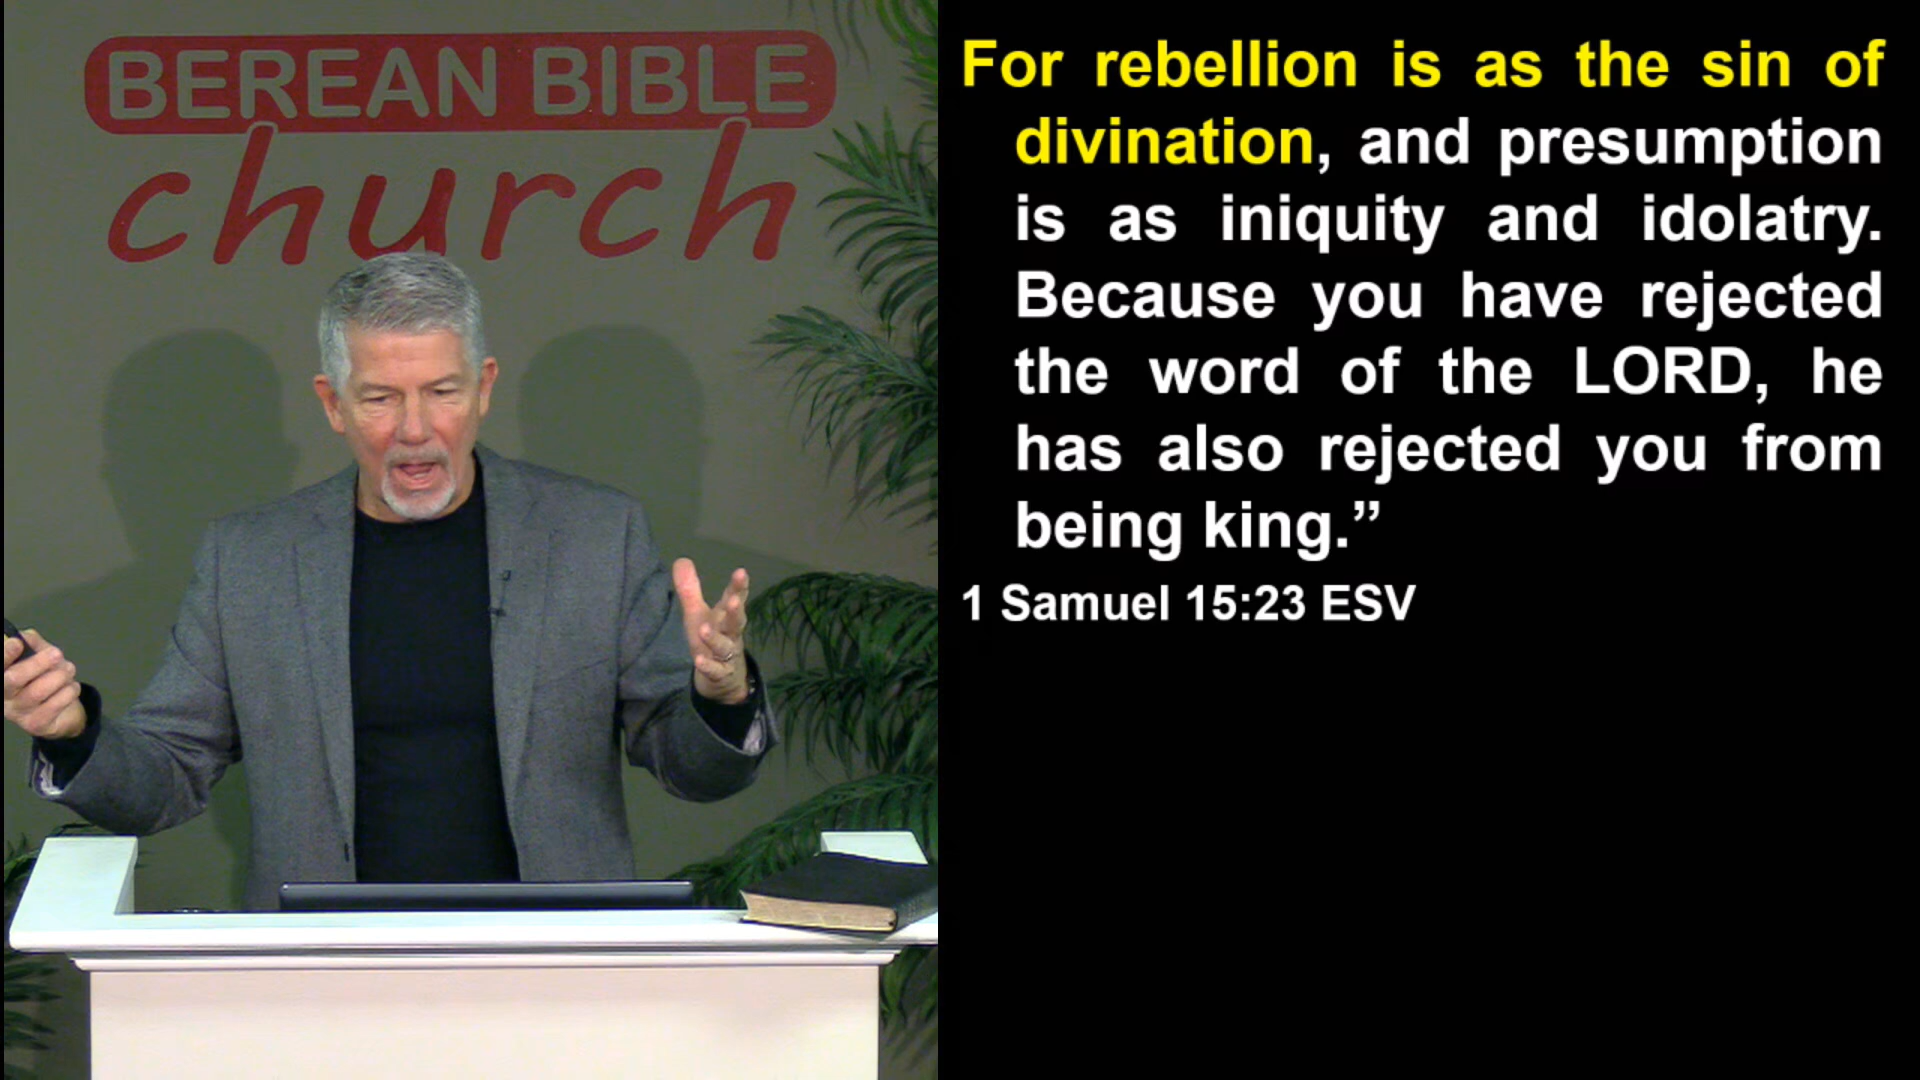 BEREAN BIBLE
church
For rebellion is as the sin of
divination, and presumption
is as iniquity and idolatry.
Because you have rejected
the word of the LORD, he
has also rejected you from
being king.”
1 Samuel 15:23 ESV